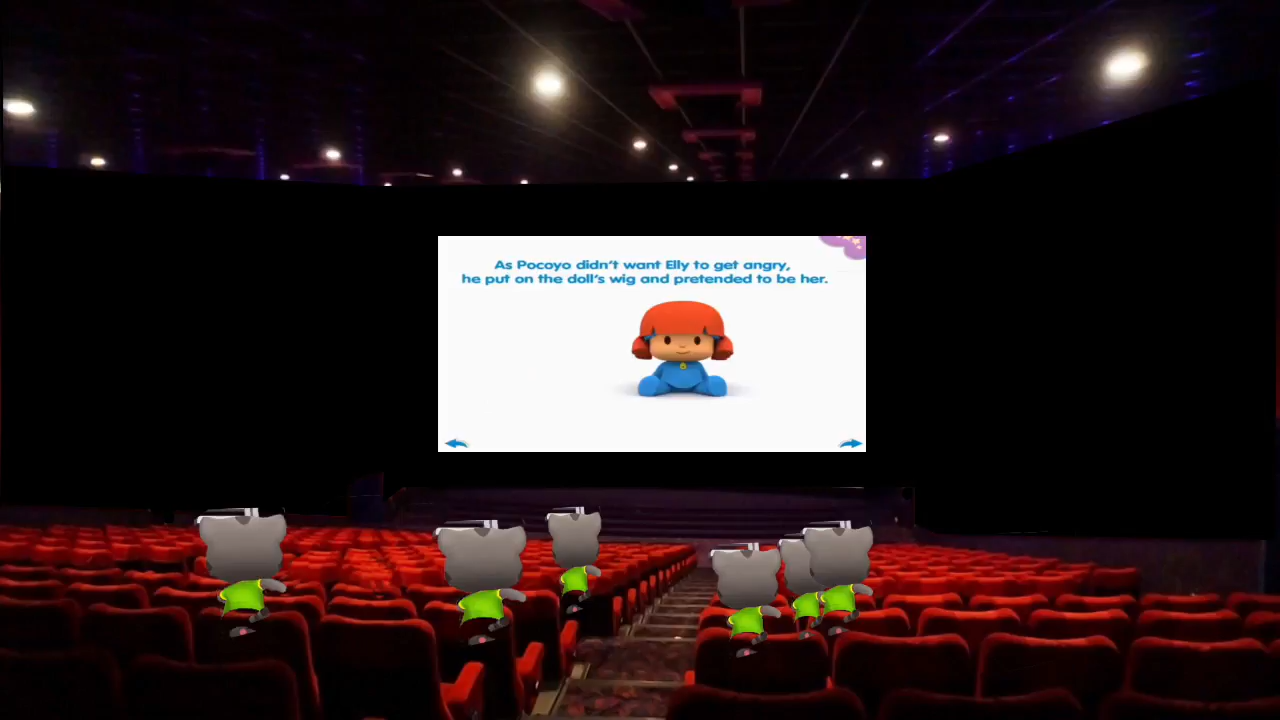 As Pocoyo didn't want Elly to get angry,
he put on the doll's wig and pretended to be her.